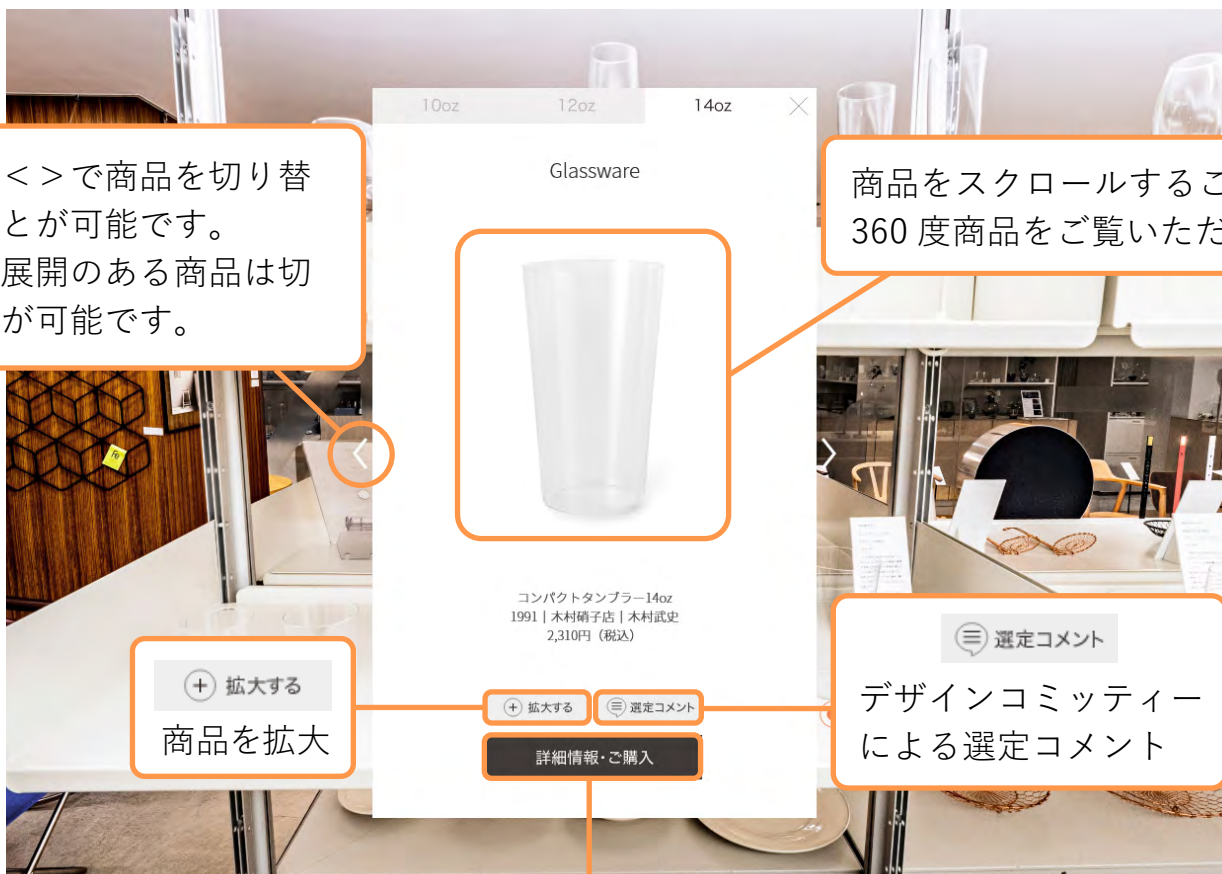 10oz
12oz
14oz
Glassware
< > で商品を切り替
とが可能です。
展開のある商品は切
が可能です。
商品をスクロールするこ
360 度商品をご覧いただ
コンパクトタンブラー14oz
1991 | 木村硝子店 | 木村武史
2,310円（税込）
拡大する
商品を拡大
拡大する
選定コメント
詳細情報・ご購入
選定コメント
デザインコミッティー
による選定コメント